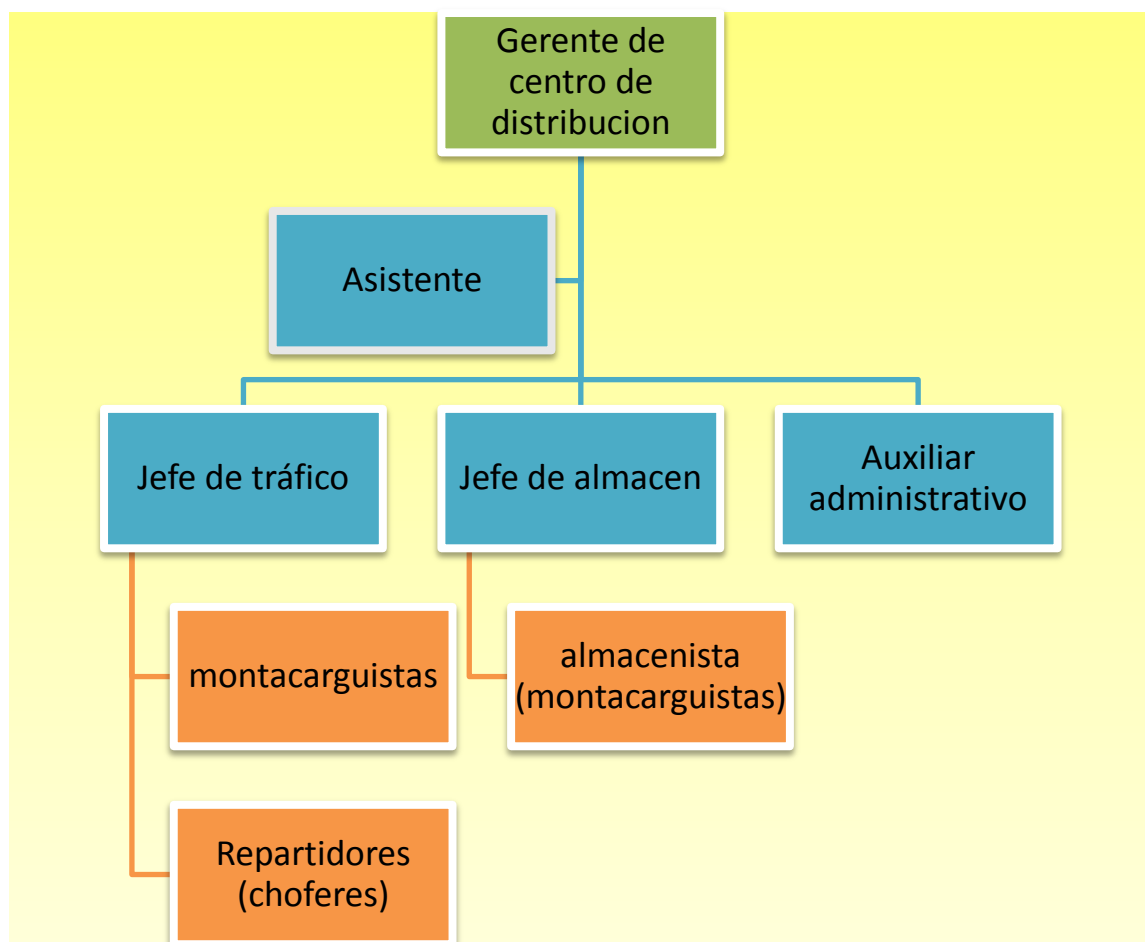 Gerente de
centro de
distribucion
Asistente
Jefe de tráfico
Jefe de almacen
Auxiliar
administrativo
montacarguistas
almacenista
(montacarguistas)
Repartidores
(choferes)